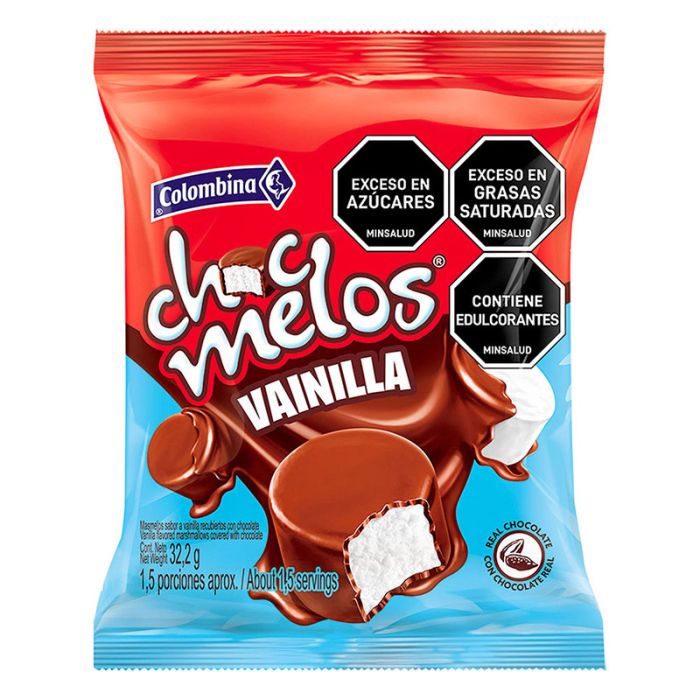 Colombina
®
EXCESO EN
AZÚCARES
MINSALUD
EXCESO EN
GRASAS
SATURADAS
MINSALUD
CONTIENE
EDULCORANTES
MINSALUD
choc
melos®
VAINILLA
Masmelos sabor a vainilla recubiertos con chocolate
Vanilla flavored marshmallows covered with chocolate
Cont. Neto
Net Weight 32,2 g
1,5 porciones aprox. / About 1,5 servings
REAL CHOCOLATE
CON CHOCOLATE REAL